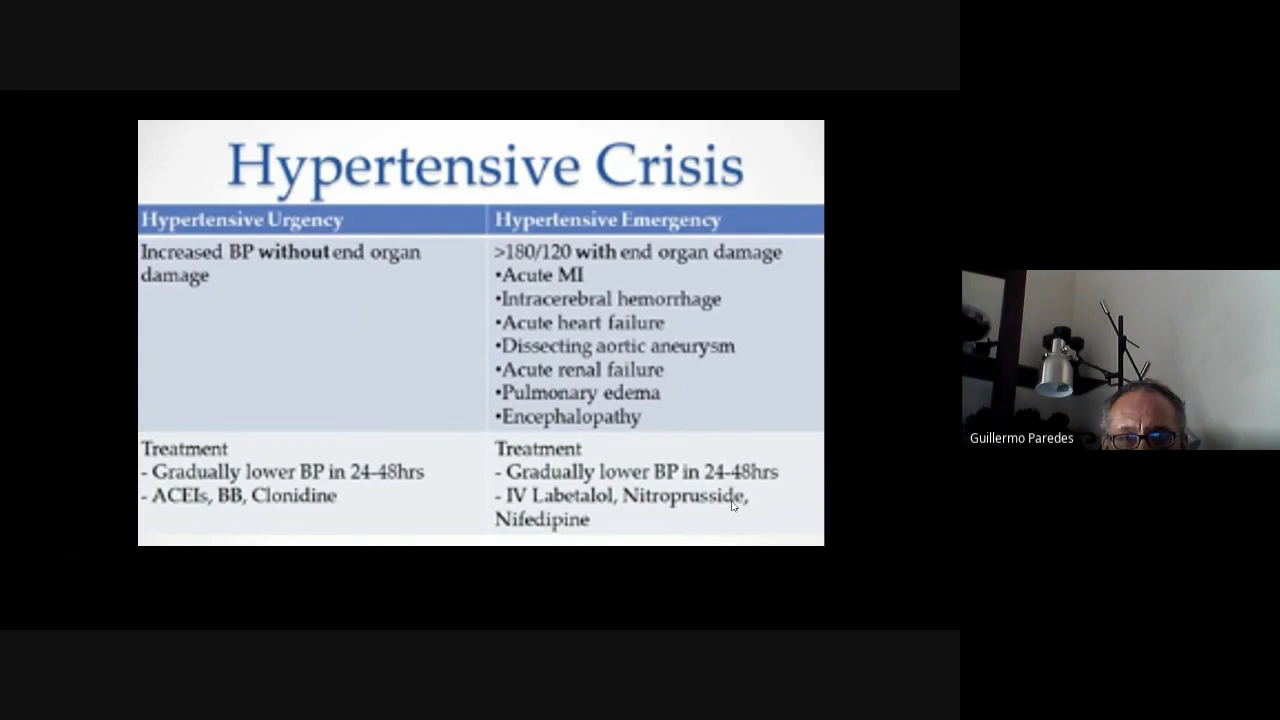 Hypertensive Crisis
Hypertensive Urgency
Hypertensive Emergency
Increased BP without end organ
damage
>180/120 with end organ damage
•Acute MI
•Intracerebral hemorrhage
•Acute heart failure
•Dissecting aortic aneurysm
•Acute renal failure
•Pulmonary edema
•Encephalopathy
Treatment
- Gradually lower BP in 24-48hrs
- ACEIs, BB, Clonidine
Treatment
- Gradually lower BP in 24-48hrs
- IV Labetalol, Nitroprusside,
Nifedipine
Guillermo Paredes